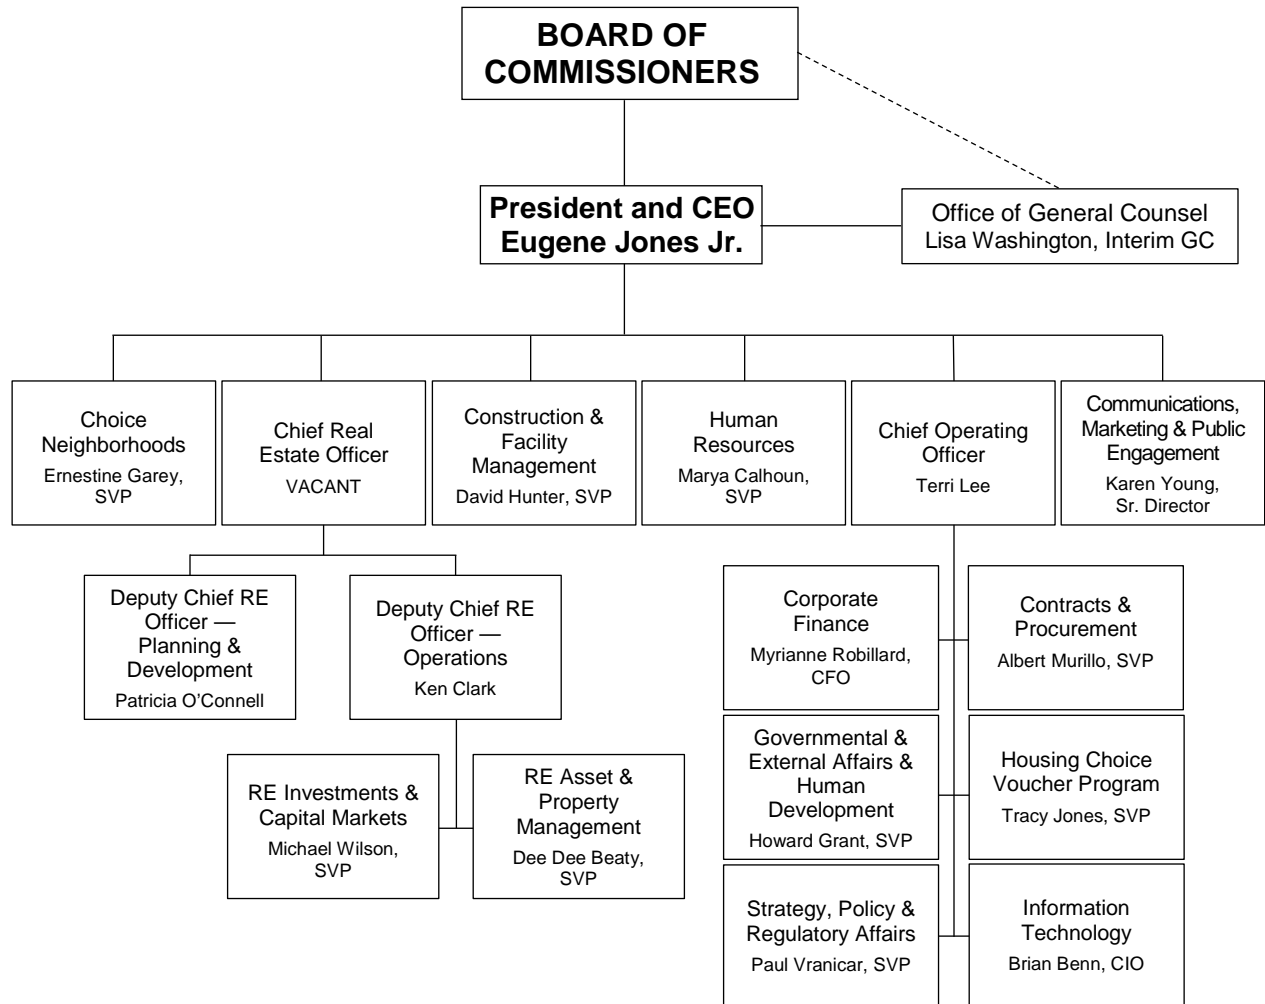 BOARD OF
COMMISSIONERS
President and CEO
Eugene Jones Jr.
Office of General Counsel
Lisa Washington, Interim GC
Choice
Neighborhoods
Ernestine Garey,
SVP
Chief Real
Estate Officer
VACANT
Construction &
Facility
Management
David Hunter, SVP
Human
Resources
Marya Calhoun,
SVP
Chief Operating
Officer
Terri Lee
Communications,
Marketing & Public
Engagement
Karen Young,
Sr. Director
Deputy Chief RE
Officer —
Planning &
Development
Patricia O’Connell
Deputy Chief RE
Officer —
Operations
Ken Clark
RE Investments &
Capital Markets
Michael Wilson,
SVP
RE Asset &
Property
Management
Dee Dee Beaty,
SVP
Corporate
Finance
Myrianne Robillard,
CFO
Contracts &
Procurement
Albert Murillo, SVP
Governmental &
External Affairs &
Human
Development
Howard Grant, SVP
Housing Choice
Voucher Program
Tracy Jones, SVP
Strategy, Policy &
Regulatory Affairs
Paul Vranicar, SVP
Information
Technology
Brian Benn, CIO